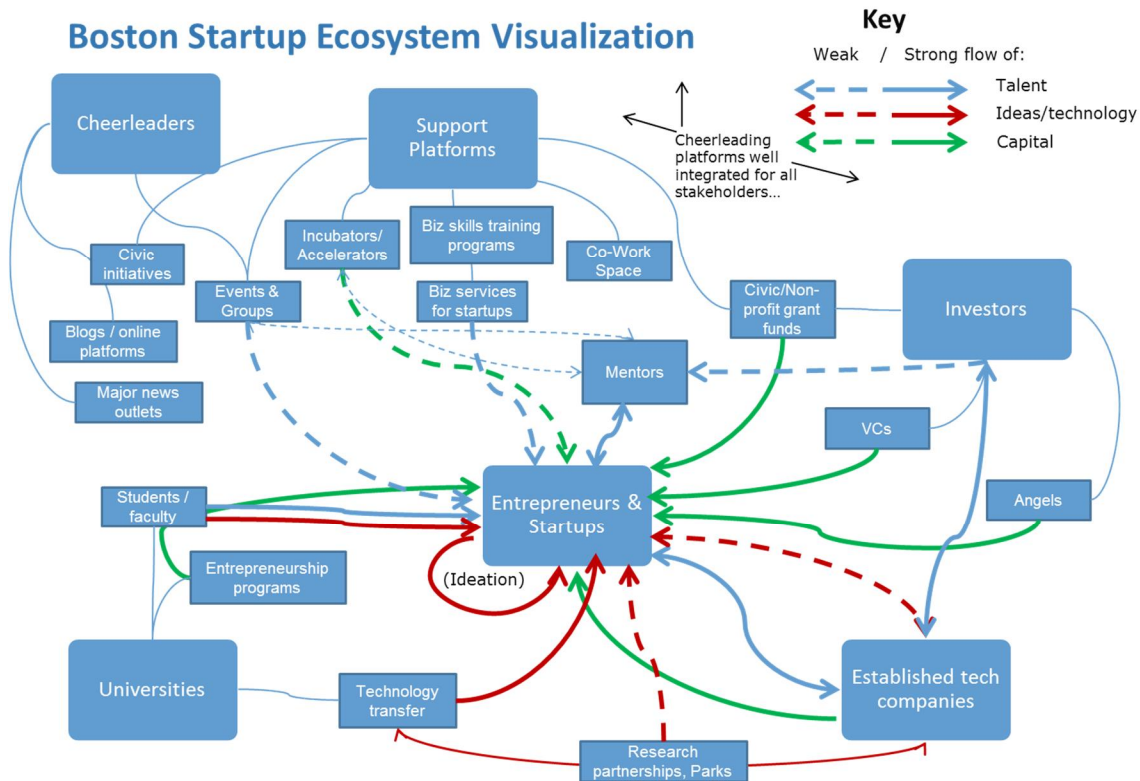 Boston Startup Ecosystem Visualization
Key
Weak / Strong flow of:
Talent
Ideas/technology
Capital
Cheerleading
platforms well
integrated for all
stakeholders...
Cheerleaders
Support
Platforms
Civic
initiatives
Events &
Groups
Incubators/
Accelerators
Biz skills training
programs
Biz services
for startups
Co-Work
Space
Civic/Non-
profit grant
funds
Investors
Blogs / online
platforms
Major news
outlets
Mentors
VCs
Angels
Students /
faculty
Entrepreneurs &
Startups
Entrepreneurship
programs
(Ideation)
Universities
Technology
transfer
Established tech
companies
Research
partnerships, Parks